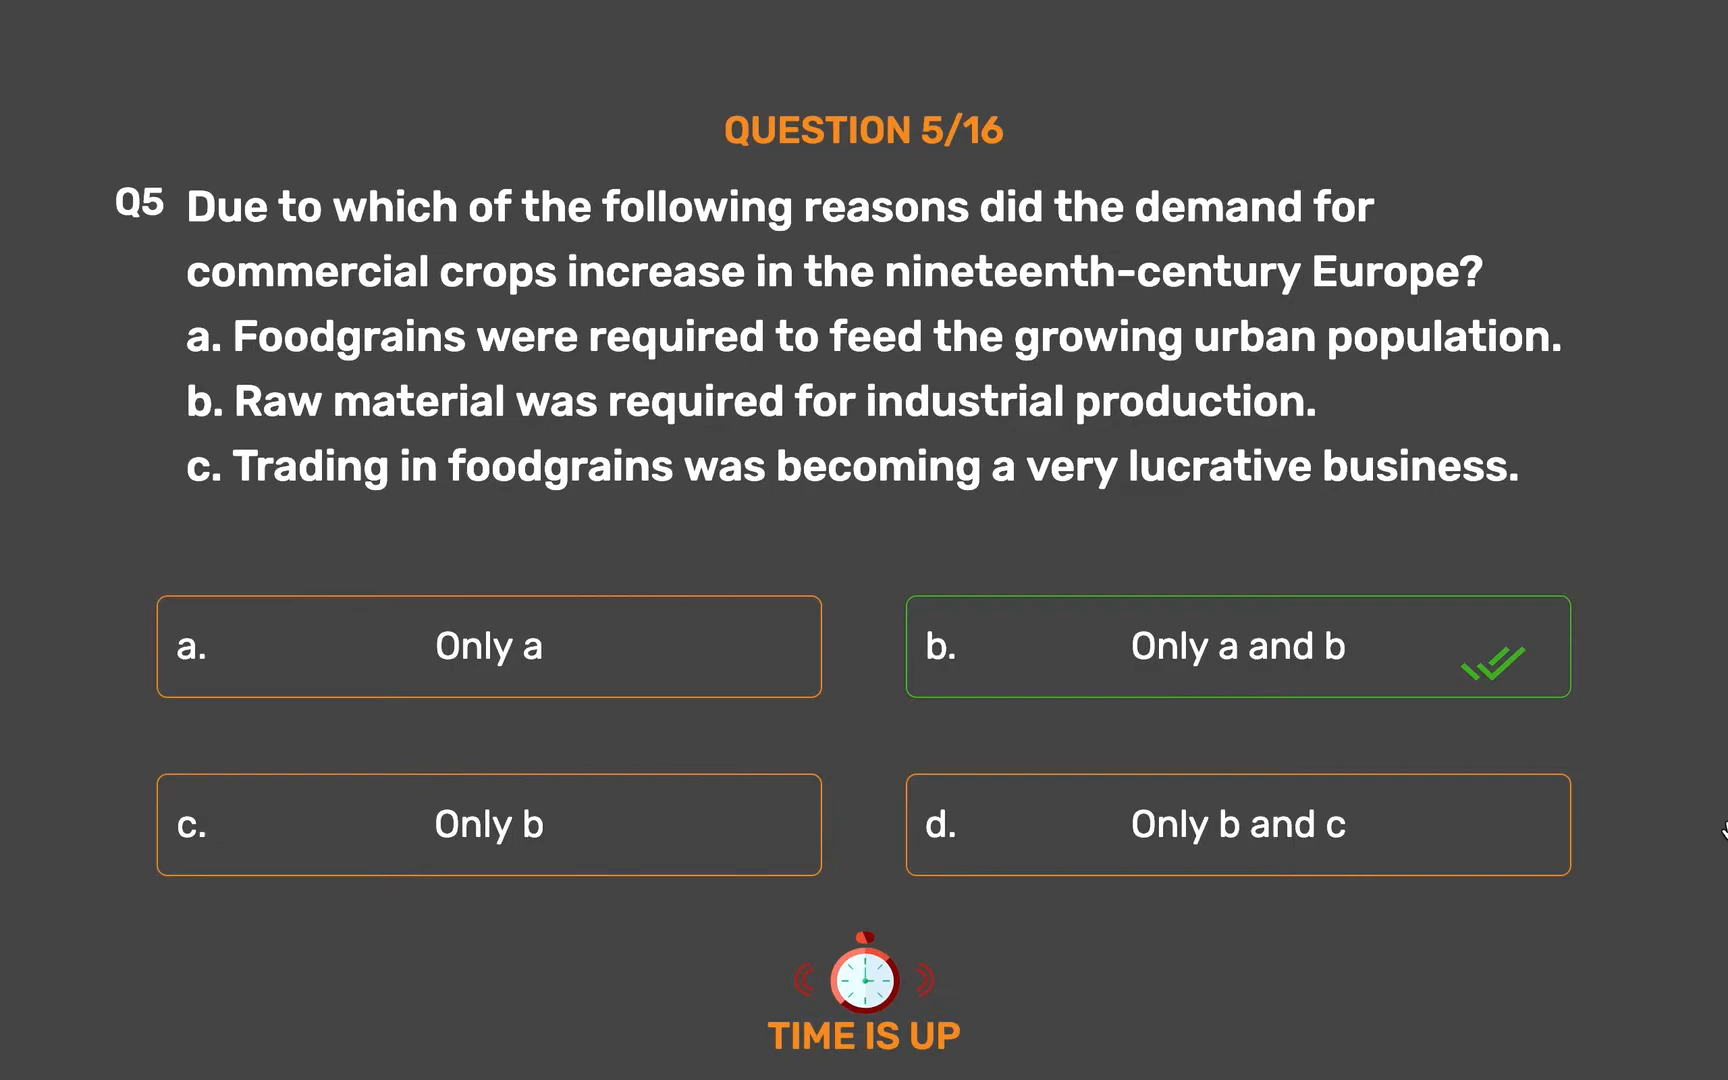 QUESTION 5/16
Q5 Due to which of the following reasons did the demand for
commercial crops increase in the nineteenth-century Europe?
a. Foodgrains were required to feed the growing urban population.
b. Raw material was required for industrial production.
c. Trading in foodgrains was becoming a very lucrative business.
a. Only a
b. Only a and b
c. Only b
d. Only b and c
TIME IS UP